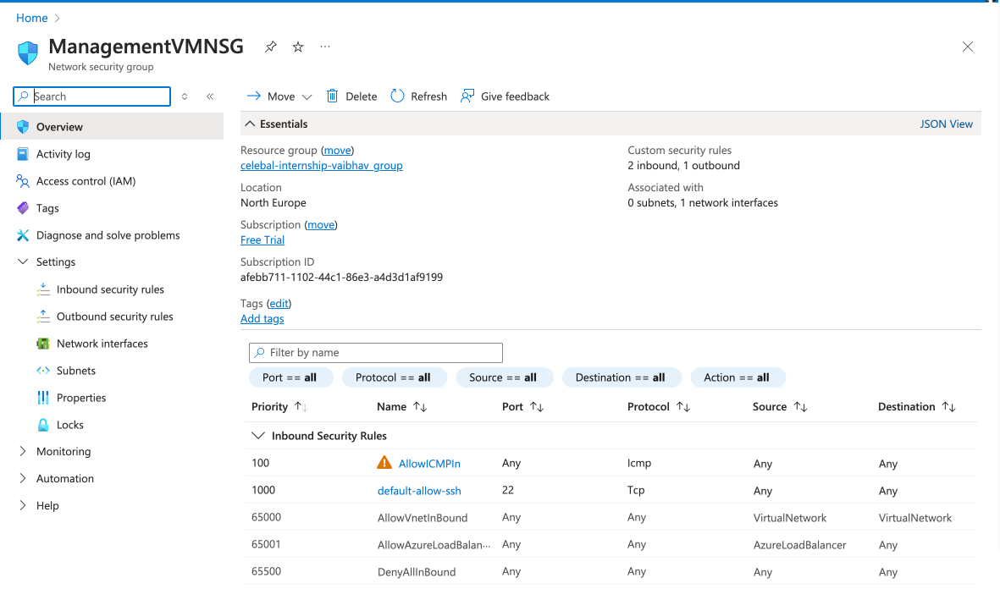 Home
ManagementVMNSG
Network security group
Search
Move
Delete
Refresh
Give feedback
Overview
Activity log
Access control (IAM)
Tags
Diagnose and solve problems
Settings
Inbound security rules
Outbound security rules
Network interfaces
Subnets
Properties
Locks
Monitoring
Automation
Help
Essentials
JSON View
Resource group (move)
celebal-internship-vaibhav_group
Location
North Europe
Subscription (move)
Free Trial
Subscription ID
afebb711-1102-44c1-86e3-a4d3d1af9199
Tags (edit)
Add tags
Custom security rules
2 inbound, 1 outbound
Associated with
0 subnets, 1 network interfaces
Filter by name
Port == all Protocol == all Source == all Destination == all Action == all
Priority Name Port Protocol Source Destination
Inbound Security Rules
100 AllowICMPIn Any Icmp Any Any
1000 default-allow-ssh 22 Tcp Any Any
65000 AllowVnetInBound Any Any VirtualNetwork VirtualNetwork
65001 AllowAzureLoadBalan... Any Any AzureLoadBalancer Any
65500 DenyAllInBound Any Any Any Any